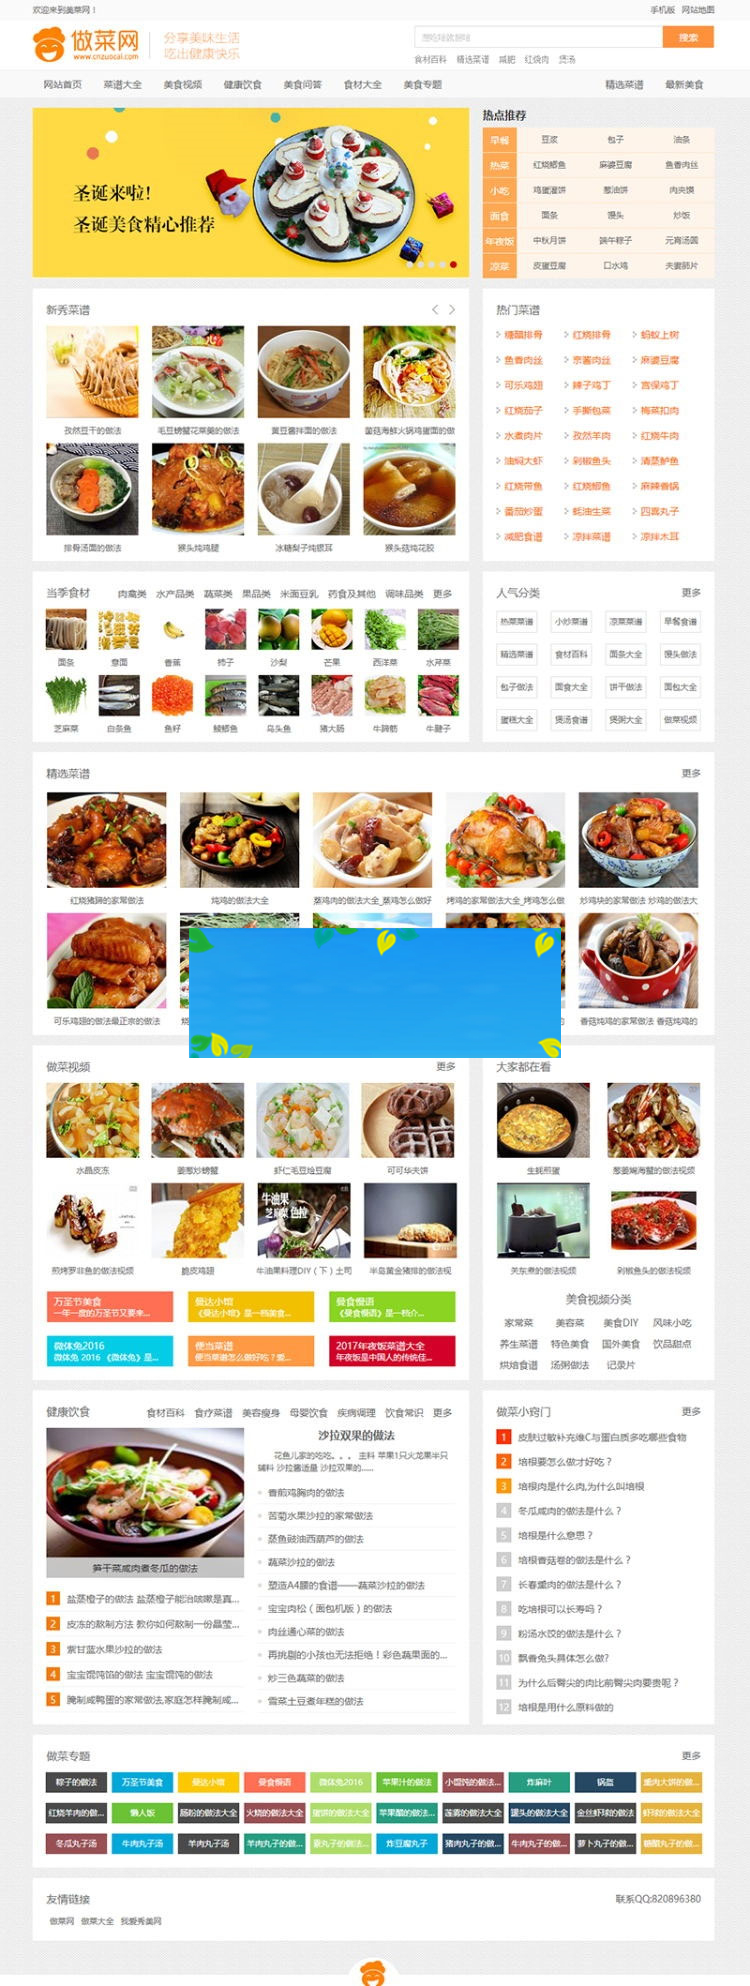 欢迎来到美菜网！
手机版 网站地图
做菜网
www.cnzuocai.com
分享美味生活
吃出健康快乐
搜索
食材百科 精选菜谱 减肥 红烧肉 煲汤
网站首页 菜谱大全 美食视频 健康饮食 美食问答 食材大全 美食专题 精选菜谱 最新美食
圣诞来啦!
圣诞美食精心推荐
热点推荐
早餐 豆浆 包子 油条
热菜 红烧鲫鱼 麻婆豆腐 鱼香肉丝
小吃 鸡蛋灌饼 葱油饼 肉夹馍
面食 面条 馒头 炒饭
年夜饭 中秋月饼 端午粽子 元宵汤圆
凉菜 皮蛋豆腐 口水鸡 夫妻肺片
新秀菜谱
孜然豆干的做法 毛豆螃蟹花菜羹的做法 黄豆酱拌面的做法 菌菇海鲜火锅鸡蛋面的做
排骨汤面的做法 猴头炖鸡腿 冰糖梨子炖银耳 猴头菇炖花胶
热门菜谱
糖醋排骨 红烧排骨 蚂蚁上树
鱼香肉丝 京酱肉丝 麻婆豆腐
可乐鸡翅 辣子鸡丁 宫保鸡丁
红烧茄子 手撕包菜 梅菜扣肉
水煮肉片 孜然羊肉 红烧牛肉
油焖大虾 剁椒鱼头 清蒸鲈鱼
红烧带鱼 红烧鲫鱼 麻辣香锅
番茄炒蛋 蚝油生菜 四喜丸子
减肥食谱 凉拌菜谱 凉拌木耳
当季食材 肉禽类 水产品类 蔬菜类 果品类 米面豆乳 药食及其他 调味品类 更多
面条 意面 香蕉 柿子 沙梨 芒果 西洋菜 水芹菜
芝麻菜 白条鱼 鱼籽 鲮鲫鱼 乌头鱼 猪大肠 牛蹄筋 牛腱子
人气分类 更多
热菜菜谱 小炒菜谱 凉菜菜谱 早餐食谱
精选菜谱 食材百科 面条大全 馒头做法
包子做法 面食大全 饼干做法 面包大全
蛋糕大全 煲汤食谱 煲粥大全 做菜视频
精选菜谱 更多
红烧猪蹄的家常做法 炖鸡的做法大全 蒸鸡肉的做法大全_蒸鸡怎么做好 烤鸡的家常做法大全_烤鸡怎么做 炒鸡块的家常做法 炒鸡块的做法大
可乐鸡翅的做法最正宗的做法 香菇炖鸡的家常做法 香菇炖鸡的
做菜视频 更多
水晶皮冻 姜葱炒螃蟹 虾仁毛豆烩豆腐 可可华夫饼
牛油果
芝麻菜 色拉
煎烤罗非鱼的做法视频 脆皮鸡翅 牛油果料理DIY（下）土司 半岛黄金猪排的做法视
万圣节美食
一年一度的万圣节又要来...
曼达小馆
《曼达小馆》是一档美食...
曼食慢语
《曼食慢语》是一档介...
微体兔2016
微体兔 2016 《微体兔》是...
便当菜谱
便当菜谱怎么做好吃？爱...
2017年夜饭菜谱大全
年夜饭是中国人的传统佳...
大家都在看
生蚝煎蛋 葱姜焗海蟹的做法视频
关东煮的做法视频 剁椒鱼头的做法视频
美食视频分类
家常菜 美容菜 美食DIY 风味小吃
养生菜谱 特色美食 国外美食 饮品甜点
烘焙食谱 汤粥做法 记录片
健康饮食 食材百科 食疗菜谱 美容瘦身 母婴饮食 疾病调理 饮食常识 更多
笋干菜咸肉煮冬瓜的做法
1 盐蒸橙子的做法 盐蒸橙子能治咳嗽是真...
2 皮冻的熬制方法 教你如何熬制一份晶莹...
3 紫甘蓝水果沙拉的做法
4 宝宝馄饨馅的做法 宝宝馄饨的做法
5 腌制咸鸭蛋的家常做法,家庭怎样腌制咸...
沙拉双果的做法
花鱼儿家的吃吃。。。 主料 苹果1只火龙果半只
辅料 沙拉酱适量 沙拉双果的......
香煎鸡胸肉的做法
苦菊水果沙拉的家常做法
蒸鱼豉油西葫芦的做法
蔬菜沙拉的做法
塑造A4腰的食谱——蔬菜沙拉的做法
宝宝肉松（面包机版）的做法
肉丝通心菜的做法
再挑剔的小孩也无法拒绝！彩色蔬果面的...
炒三色蔬菜的做法
雪菜土豆煮年糕的做法
做菜小窍门 更多
1 皮肤过敏补充维C与蛋白质多吃哪些食物
2 培根要怎么做才好吃？
3 培根肉是什么肉,为什么叫培根
4 冬瓜咸肉的做法是什么？
5 培根是什么意思？
6 培根香菇卷的做法是什么？
7 长春熏肉的做法是什么？
8 吃培根可以长寿吗？
9 粉汤水饺的做法是什么？
10 飘香兔头具体怎么做?
11 为什么后臀尖的肉比前臀尖肉要贵呢？
12 培根是用什么原料做的
做菜专题 更多
粽子的做法 万圣节美食 曼达小馆 曼食慢语 微体兔2016 苹果汁的做法 小馄饨的做法... 炸麻叶 锅盔 熏肉大饼的做...
红烧羊肉的做... 懒人饭 肠粉的做法大全 火烧的做法大全 蛋饼的做法大全 苹果醋的做法... 莲雾的做法大全 罐头的做法大全 金丝虾球的做法 虾球的做法大全
冬瓜丸子汤 牛肉丸子汤 羊肉丸子汤 羊肉丸子的做... 藕丸子的做法... 炸豆腐丸子 猪肉丸子的做... 牛肉丸子的做... 萝卜丸子的做... 糖醋丸子的做...
友情链接 联系QQ:820896380
做菜网 做菜大全 我爱秀美网